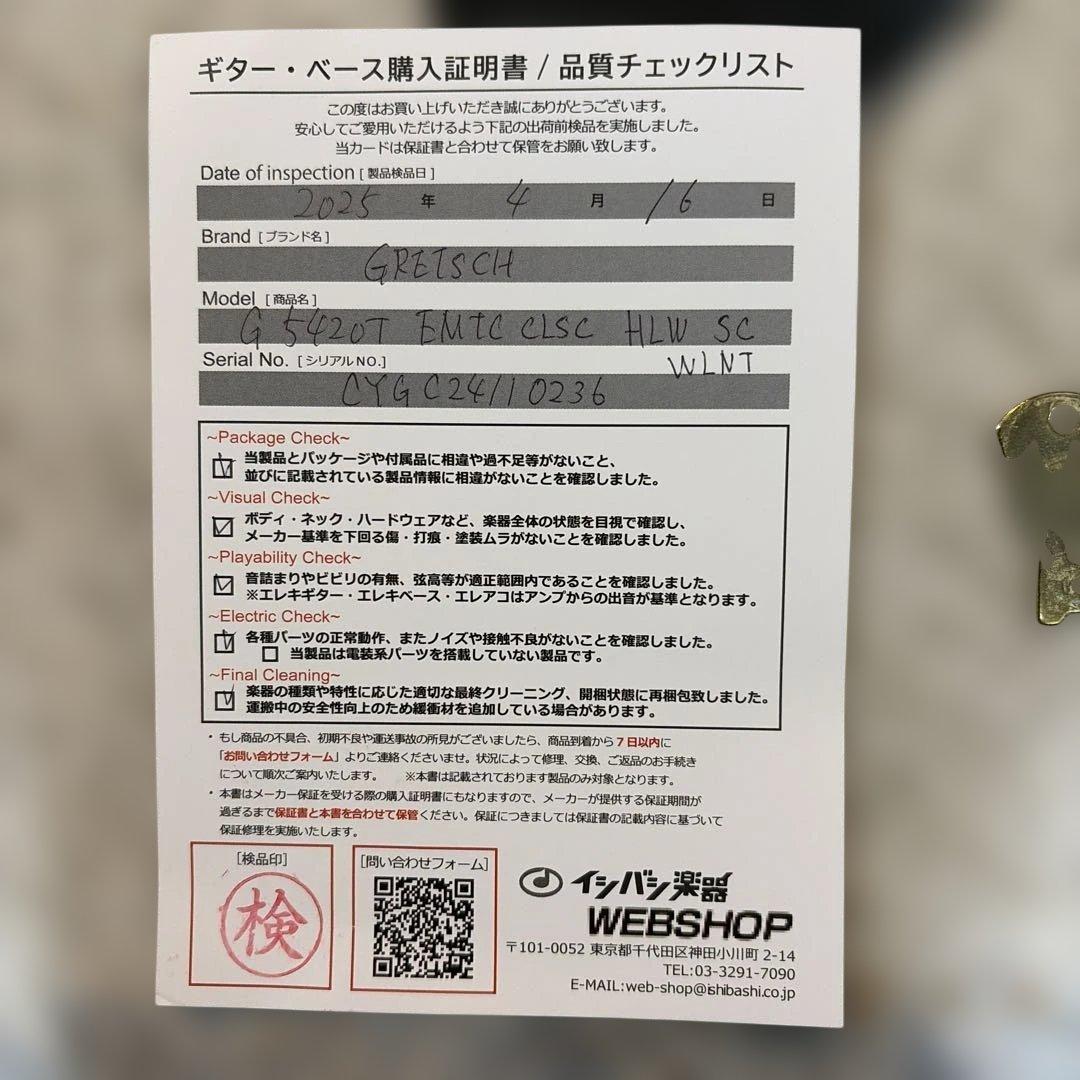 ギター・ベース購入証明書 / 品質チェックリスト
この度はお買い上げいただき誠にありがとうございます。
安心してご愛用いただけるよう下記の出荷前検品を実施しました。
当カードは保証書と合わせて保管をお願い致します。
Date of inspection [ 製品検品日 ]
2025 年 4 月 16 日
Brand [ ブランド名 ]
GRETSCH
Model [ 商品名 ]
G5420T EMTC CLSC HLW SC
WLNT
Serial No. [ シリアルNO.]
CYGC24110236
~Package Check~
当製品とパッケージや付属品に相違や過不足等がないこと、
並びに記載されている製品情報に相違がないことを確認しました。
~Visual Check~
ボディ・ネック・ハードウェアなど、楽器全体の状態を目視で確認し、
メーカー基準を下回る傷・打痕・塗装ムラがないことを確認しました。
~Playability Check~
音詰まりやビビリの有無、弦高等が適正範囲内であることを確認しました。
※エレキギター・エレキベース・エレアコはアンプからの出音が基準となります。
~Electric Check~
各種パーツの正常動作、またノイズや接触不良がないことを確認しました。
当製品は電装系パーツを搭載していない製品です。
~Final Cleaning~
楽器の種類や特性に応じた適切な最終クリーニング、開梱状態に再梱包致しました。
運搬中の安全性向上のため緩衝材を追加している場合があります。
・もし商品の不具合、初期不良や運送事故の所見がございましたら、商品到着から 7 日以内に
「お問い合わせフォーム」よりご連絡くださいませ。状況によって修理、交換、ご返品のお手続き
について順次ご案内いたします。 ※本書は記載されております製品のみ対象となります。
・本書はメーカー保証を受ける際の購入証明書にもなりますので、メーカーが提供する保証期間が
過ぎるまで保証書と本書を合わせて保管ください。保証につきましては保証書の記載内容に基づいて
保証修理を実施いたします。
[検品印]
検
[問い合わせフォーム]
イシバシ楽器
WEBSHOP
〒101-0052 東京都千代田区神田小川町 2-14
TEL:03-3291-7090
E-MAIL:web-shop@ishibashi.co.jp